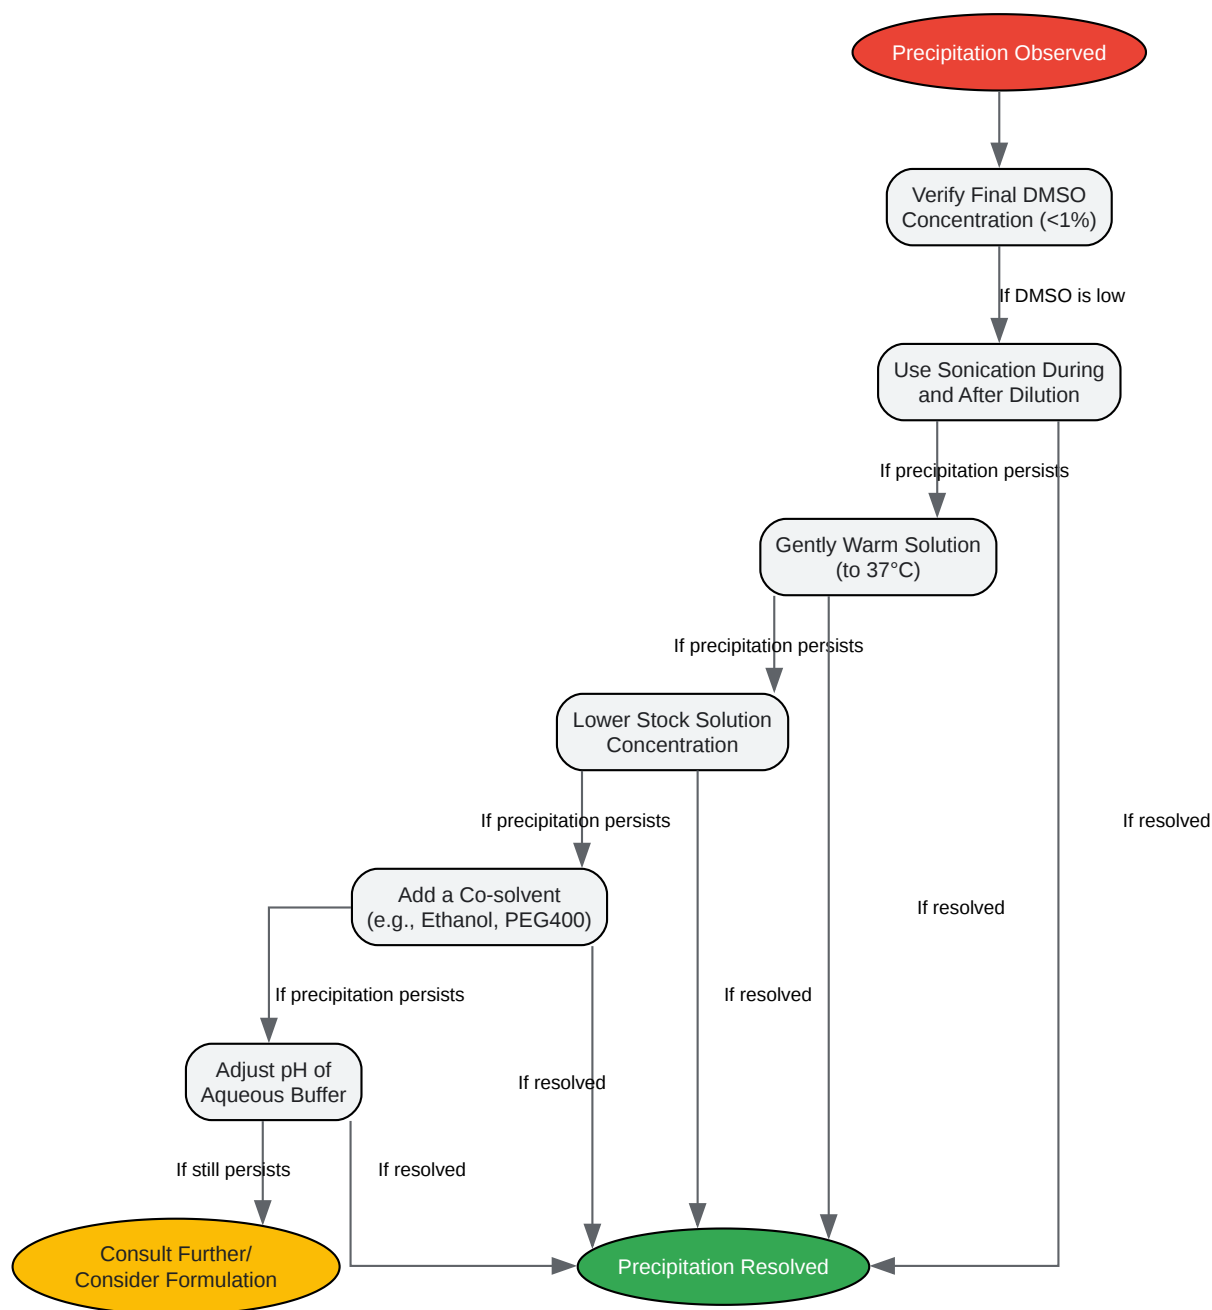 Precipitation Observed
Verify Final DMSO
Concentration (<1%)
If DMSO is low
Use Sonication During
and After Dilution
If precipitation persists
Gently Warm Solution
(to 37°C)
If precipitation persists
Lower Stock Solution
Concentration
If precipitation persists
If resolved
Add a Co-solvent
(e.g., Ethanol, PEG400)
If resolved
If precipitation persists
If resolved
Adjust pH of
Aqueous Buffer
If resolved
If still persists
If resolved
Consult Further/
Consider Formulation
Precipitation Resolved